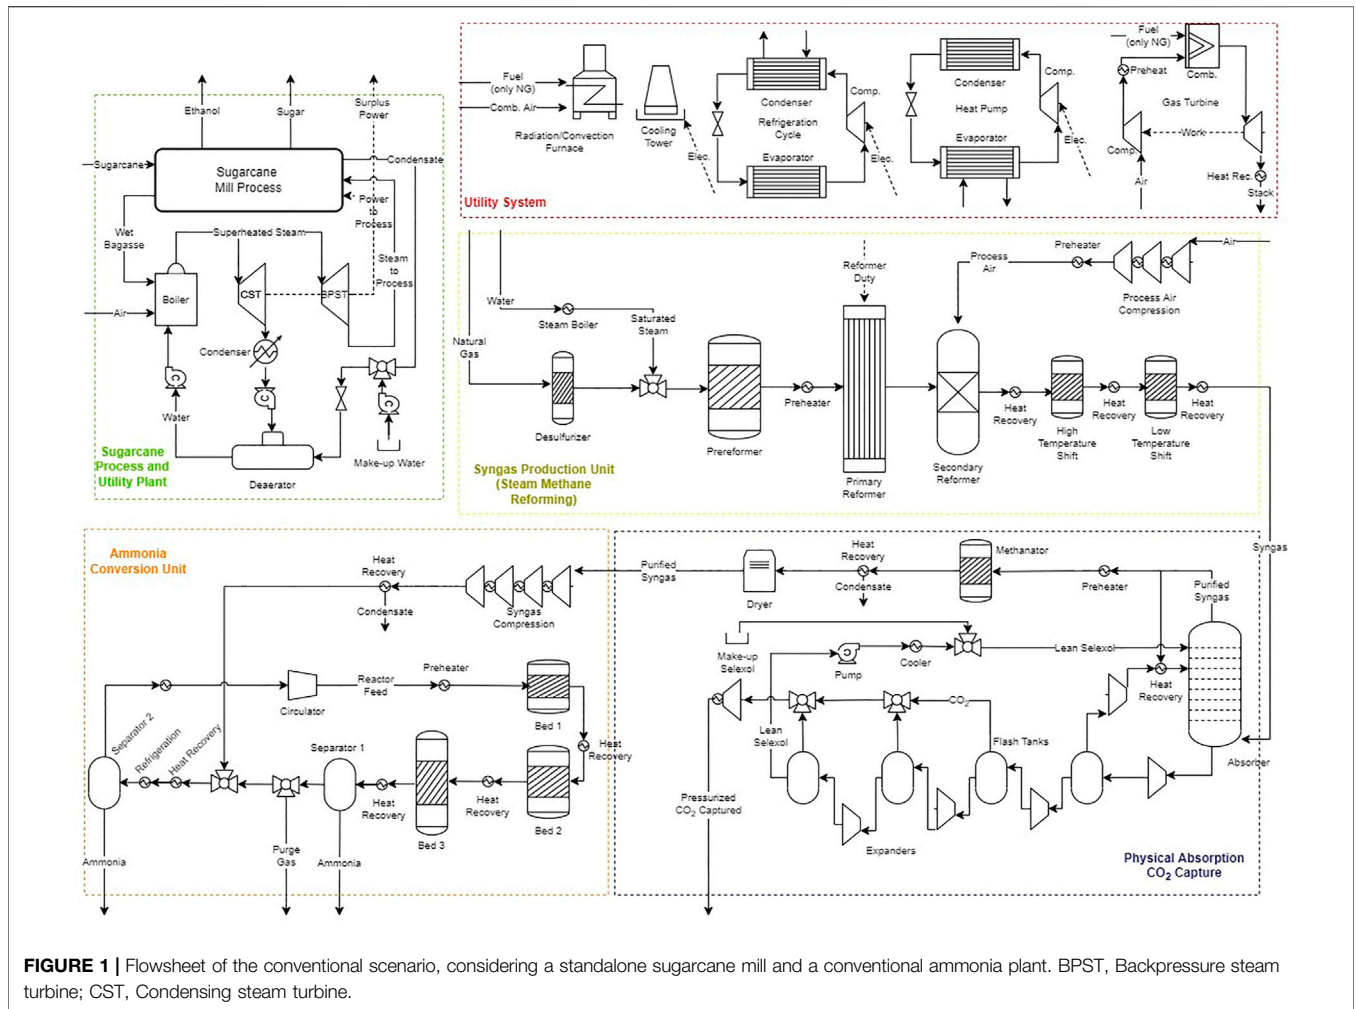 Ethanol
Sugar
Surplus
Power
Sugarcane
Sugarcane
Mill Process
Condensate
Power
to
Process
Wet
Bagasse
Superheated Steam
Steam
to
Process
CST
BPST
Boiler
Air
Condenser
C
C
C
Water
Make-up Water
Deaerator
Sugarcane
Process and
Utility Plant
Fuel
(only NG)
Comb. Air
Radiation/Convection
Furnace
Cooling
Tower
Elec.
Condenser
Refrigeration
Cycle
Comp.
Evaporator
Elec.
Condenser
Heat Pump
Comp.
Evaporator
Elec.
Fuel
(only NG)
Preheat
Comb.
Gas Turbine
Work
Comp.
Air
Heat Rec.
Stack
Utility System
Water
Steam Boiler
Saturated
Steam
Natural
Gas
Desulfurizer
Prereformer
Preheater
Reformer
Duty
Primary
Reformer
Process
Air
Preheater
Air
Process Air
Compression
Secondary
Reformer
Heat
Recovery
High
Temperature
Shift
Heat
Recovery
Low
Temperature
Shift
Heat
Recovery
Syngas Production Unit
(Steam Methane
Reforming)
Syngas
Ammonia
Conversion Unit
Heat
Recovery
Condensate
Syngas
Compression
Circulator
Reactor
Feed
Preheater
Bed 1
Heat
Recovery
Bed 2
Heat
Recovery
Bed 3
Heat
Recovery
Separator 1
Separator 2
Refrigeration
Heat Recovery
Ammonia
Purge
Gas
Ammonia
Purified
Syngas
Dryer
Heat
Recovery
Condensate
Methanator
Preheater
Purified
Syngas
Make-up
Selexol
C
Pump
Cooler
Lean Selexol
Heat
Recovery
Absorber
CO2
Lean
Selexol
Flash Tanks
Expanders
Pressurized
CO2 Captured
Physical Absorption
CO2 Capture
FIGURE 1 | Flowsheet of the conventional scenario, considering a standalone sugarcane mill and a conventional ammonia plant. BPST, Backpressure steam
turbine; CST, Condensing steam turbine.